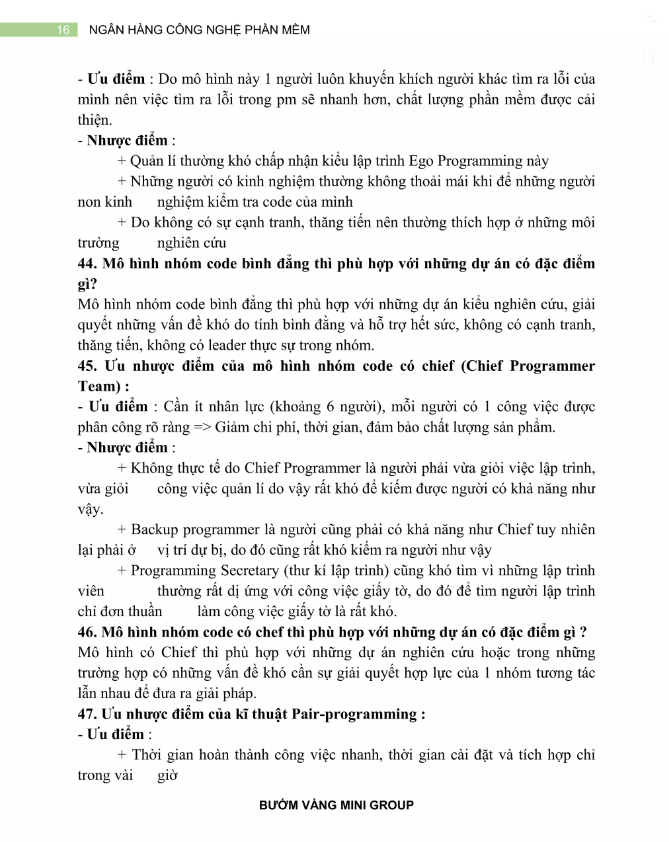 16 NGÂN HÀNG CÔNG NGHỆ PHẦN MỀM
- Ưu điểm : Do mô hình này 1 người luôn khuyến khích người khác tìm ra lỗi của
mình nên việc tìm ra lỗi trong pm sẽ nhanh hơn, chất lượng phần mềm được cải
thiện.
- Nhược điểm :
+ Quản lí thường khó chấp nhận kiểu lập trình Ego Programming này
+ Những người có kinh nghiệm thường không thoải mái khi để những người
non kinh nghiệm kiểm tra code của mình
+ Do không có sự cạnh tranh, thăng tiến nên thường thích hợp ở những môi
trường nghiên cứu
44. Mô hình nhóm code bình đẳng thì phù hợp với những dự án có đặc điểm
gì?
Mô hình nhóm code bình đẳng thì phù hợp với những dự án kiểu nghiên cứu, giải
quyết những vấn đề khó do tính bình đẳng và hỗ trợ hết sức, không có cạnh tranh,
thăng tiến, không có leader thực sự trong nhóm.
45. Ưu nhược điểm của mô hình nhóm code có chief (Chief Programmer
Team) :
- Ưu điểm : Cần ít nhân lực (khoảng 6 người), mỗi người có 1 công việc được
phân công rõ ràng => Giảm chi phí, thời gian, đảm bảo chất lượng sản phẩm.
- Nhược điểm :
+ Không thực tế do Chief Programmer là người phải vừa giỏi việc lập trình,
vừa giỏi công việc quản lí do vậy rất khó để kiếm được người có khả năng như
vậy.
+ Backup programmer là người cũng phải có khả năng như Chief tuy nhiên
lại phải ở vị trí dự bị, do đó cũng rất khó kiếm ra người như vậy
+ Programming Secretary (thư kí lập trình) cũng khó tìm vì những lập trình
viên thường rất dị ứng với công việc giấy tờ, do đó để tìm người lập trình
chỉ đơn thuần làm công việc giấy tờ là rất khó.
46. Mô hình nhóm code có chef thì phù hợp với những dự án có đặc điểm gì ?
Mô hình có Chief thì phù hợp với những dự án nghiên cứu hoặc trong những
trường hợp có những vấn đề khó cần sự giải quyết hợp lực của 1 nhóm tương tác
lẫn nhau để đưa ra giải pháp.
47. Ưu nhược điểm của kĩ thuật Pair-programming :
- Ưu điểm :
+ Thời gian hoàn thành công việc nhanh, thời gian cài đặt và tích hợp chỉ
trong vài giờ
BƯỚM VÀNG MINI GROUP